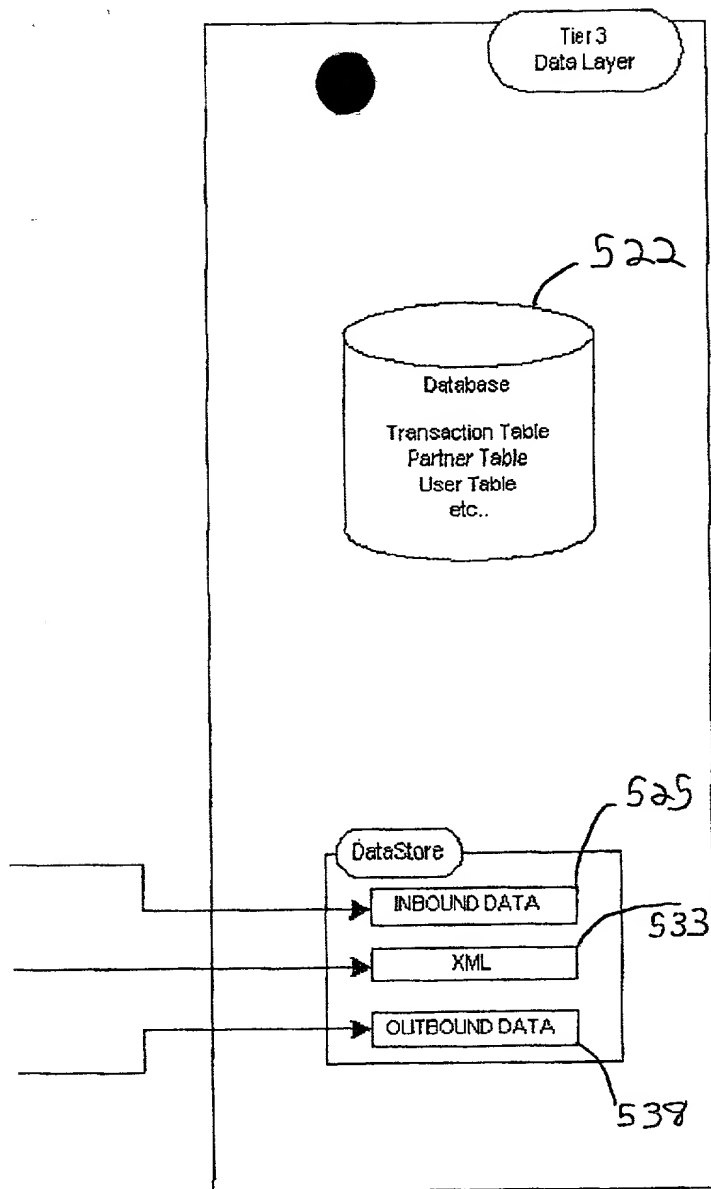 Tier 3
Data Layer
522
Database
Transaction Table
Partner Table
User Table
etc..
525
DataStore
INBOUND DATA
533
XML
OUTBOUND DATA
538